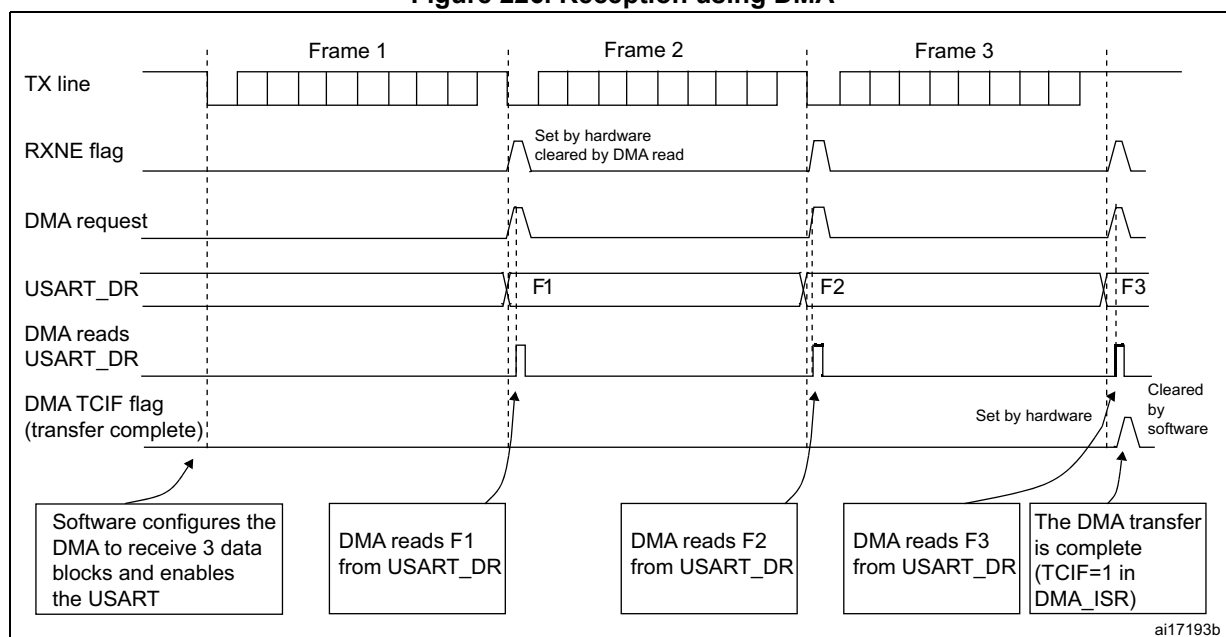 Figure 226. Reception using DMA
Frame 1
Frame 2
Frame 3
TX line
RXNE flag
Set by hardware
cleared by DMA read
DMA request
USART_DR
F1
F2
F3
DMA reads
USART_DR
DMA TCIF flag
(transfer complete)
Set by hardware
Cleared
by
software
Software configures the
DMA to receive 3 data
blocks and enables
the USART
DMA reads F1
from USART_DR
DMA reads F2
from USART_DR
DMA reads F3
from USART_DR
The DMA transfer
is complete
(TCIF=1 in
DMA_ISR)
ai17193b